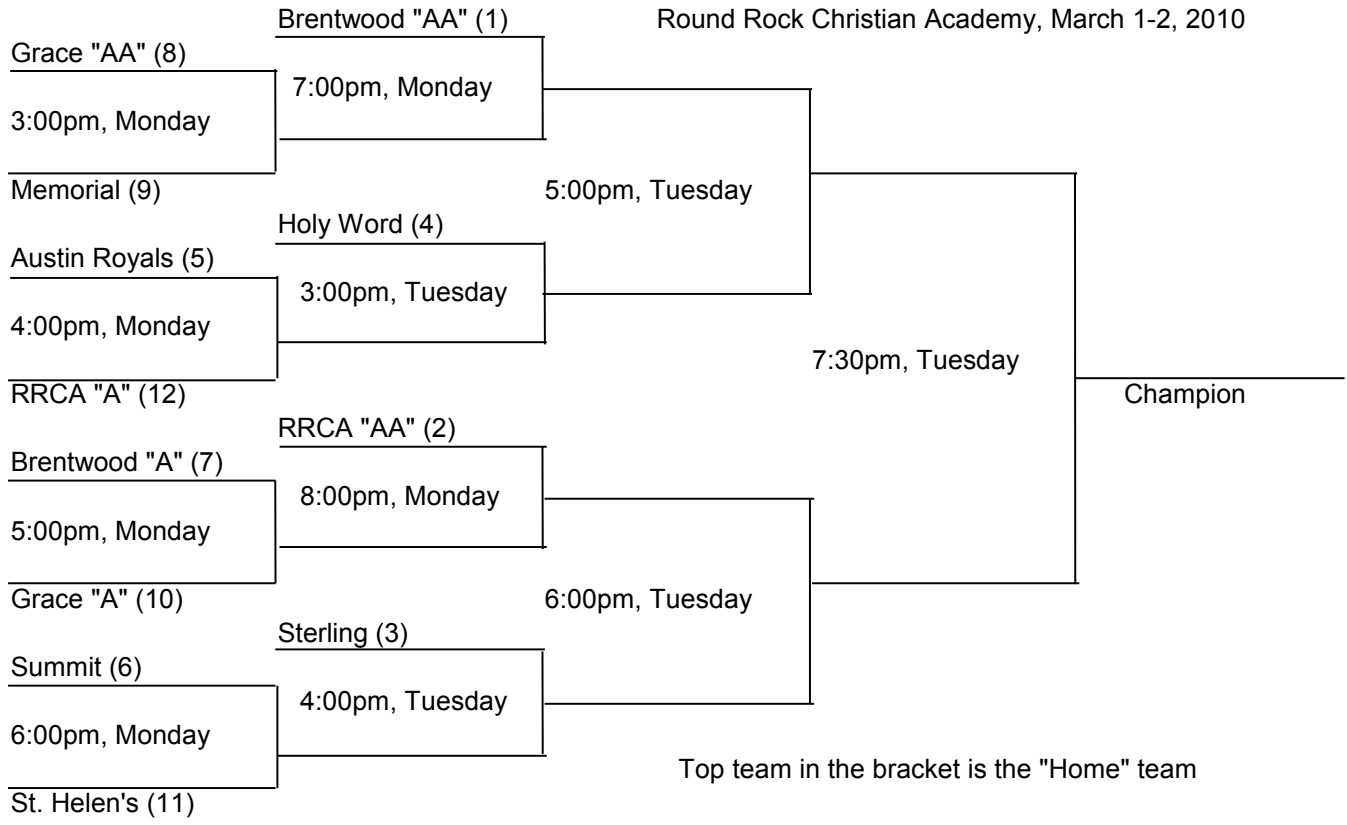 Brentwood "AA" (1)
Round Rock Christian Academy, March 1-2, 2010
Grace "AA" (8)
7:00pm, Monday
3:00pm, Monday
Memorial (9)
5:00pm, Tuesday
Holy Word (4)
Austin Royals (5)
3:00pm, Tuesday
4:00pm, Monday
7:30pm, Tuesday
RRCA "A" (12)
Champion
RRCA "AA" (2)
Brentwood "A" (7)
8:00pm, Monday
5:00pm, Monday
Grace "A" (10)
6:00pm, Tuesday
Sterling (3)
Summit (6)
4:00pm, Tuesday
6:00pm, Monday
Top team in the bracket is the "Home" team
St. Helen's (11)